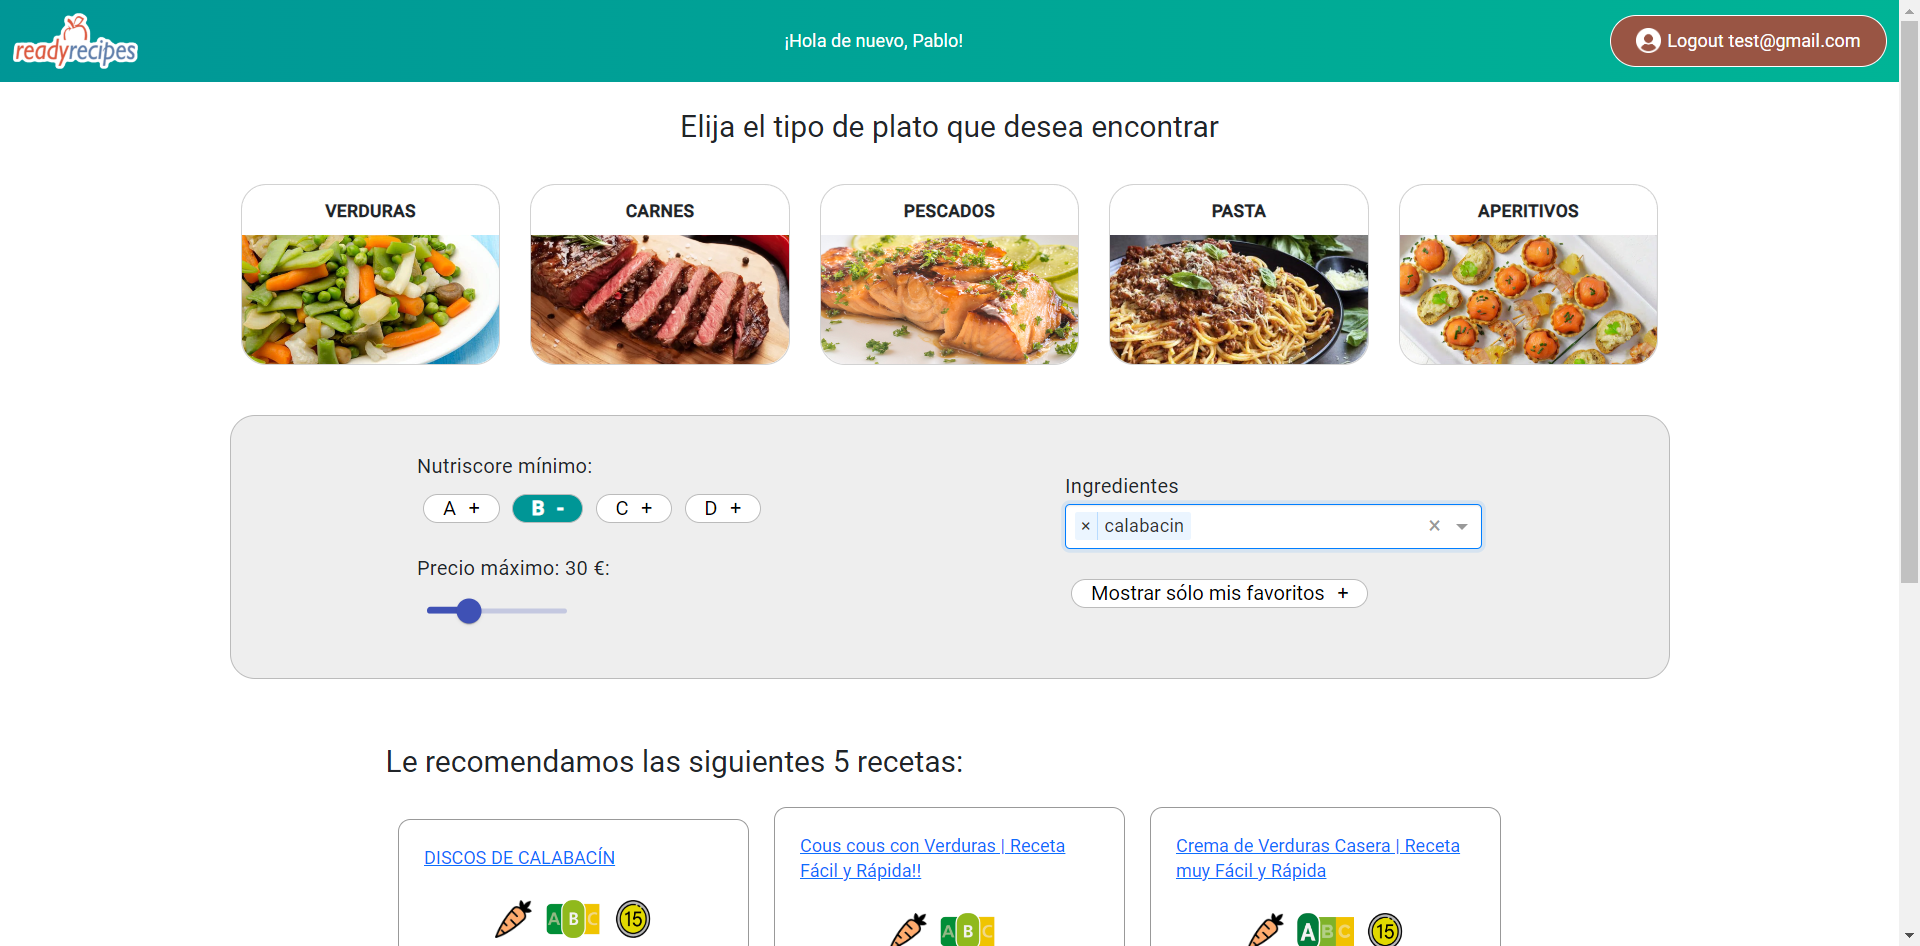 readyrecipes
¡Hola de nuevo, Pablo!
Logout test@gmail.com
Elija el tipo de plato que desea encontrar
VERDURAS
CARNES
PESCADOS
PASTA
APERITIVOS
Nutriscore mínimo:
A +
B -
C +
D +
Precio máximo: 30 €:
Ingredientes
× calabacin ×
Mostrar sólo mis favoritos +
Le recomendamos las siguientes 5 recetas:
DISCOS DE CALABACÍN
ABC
15
Cous cous con Verduras | Receta
Fácil y Rápida!!
ABC
Crema de Verduras Casera | Receta
muy Fácil y Rápida
ABC
15